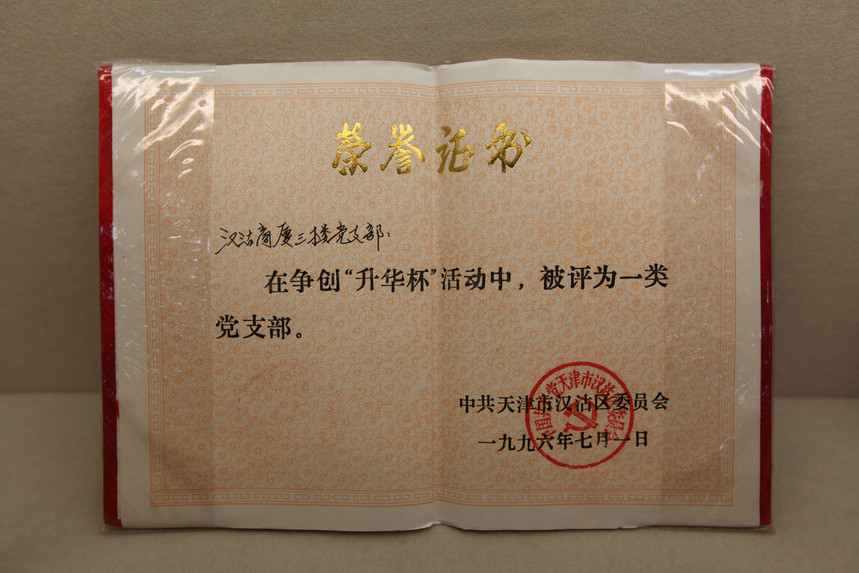 荣誉证书
汉沽商厦三楼党支部：
在争创“升华杯”活动中，被评为一类
党支部。
中共天津市汉沽区委员会
一九九六年七月一日